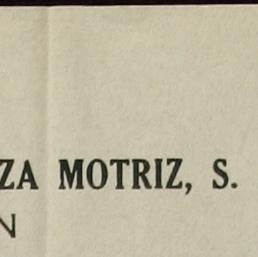 ZA MOTRIZ, S.
N